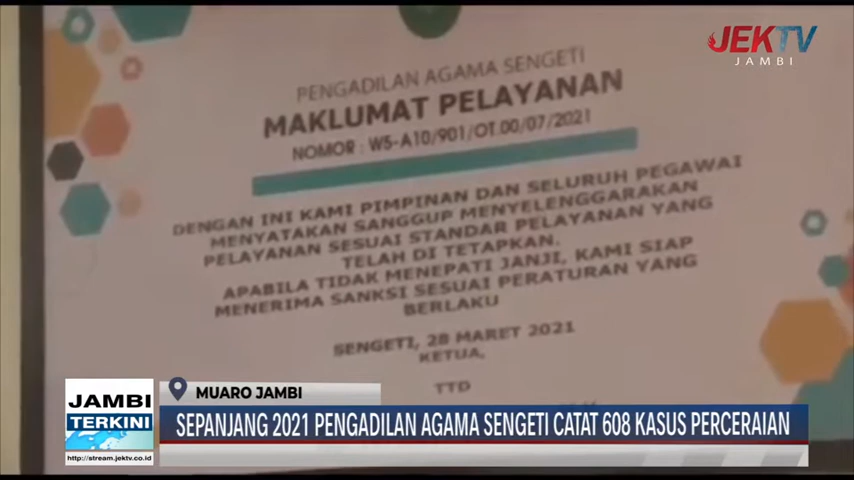 JEKTV
JAMBI
PENGADILAN AGAMA SENGETI
MAKLUMAT PELAYANAN
NOMOR : W5-A10/901/OT.00/07/2021
DENGAN INI KAMI PIMPINAN DAN SELURUH PEGAWAI
MENYATAKAN SANGGUP MENYELENGGARAKAN
PELAYANAN SESUAI STANDAR PELAYANAN YANG
TELAH DI TETAPKAN.
APABILA TIDAK MENEPATI JANJI, KAMI SIAP
MENERIMA SANKSI SESUAI PERATURAN YANG
BERLAKU
SENGETI, 28 MARET 2021
KETUA,
TTD
MUARO JAMBI
JAMBI
TERKINI
http://stream.jektv.co.id
SEPANJANG 2021 PENGADILAN AGAMA SENGETI CATAT 608 KASUS PERCERAIAN